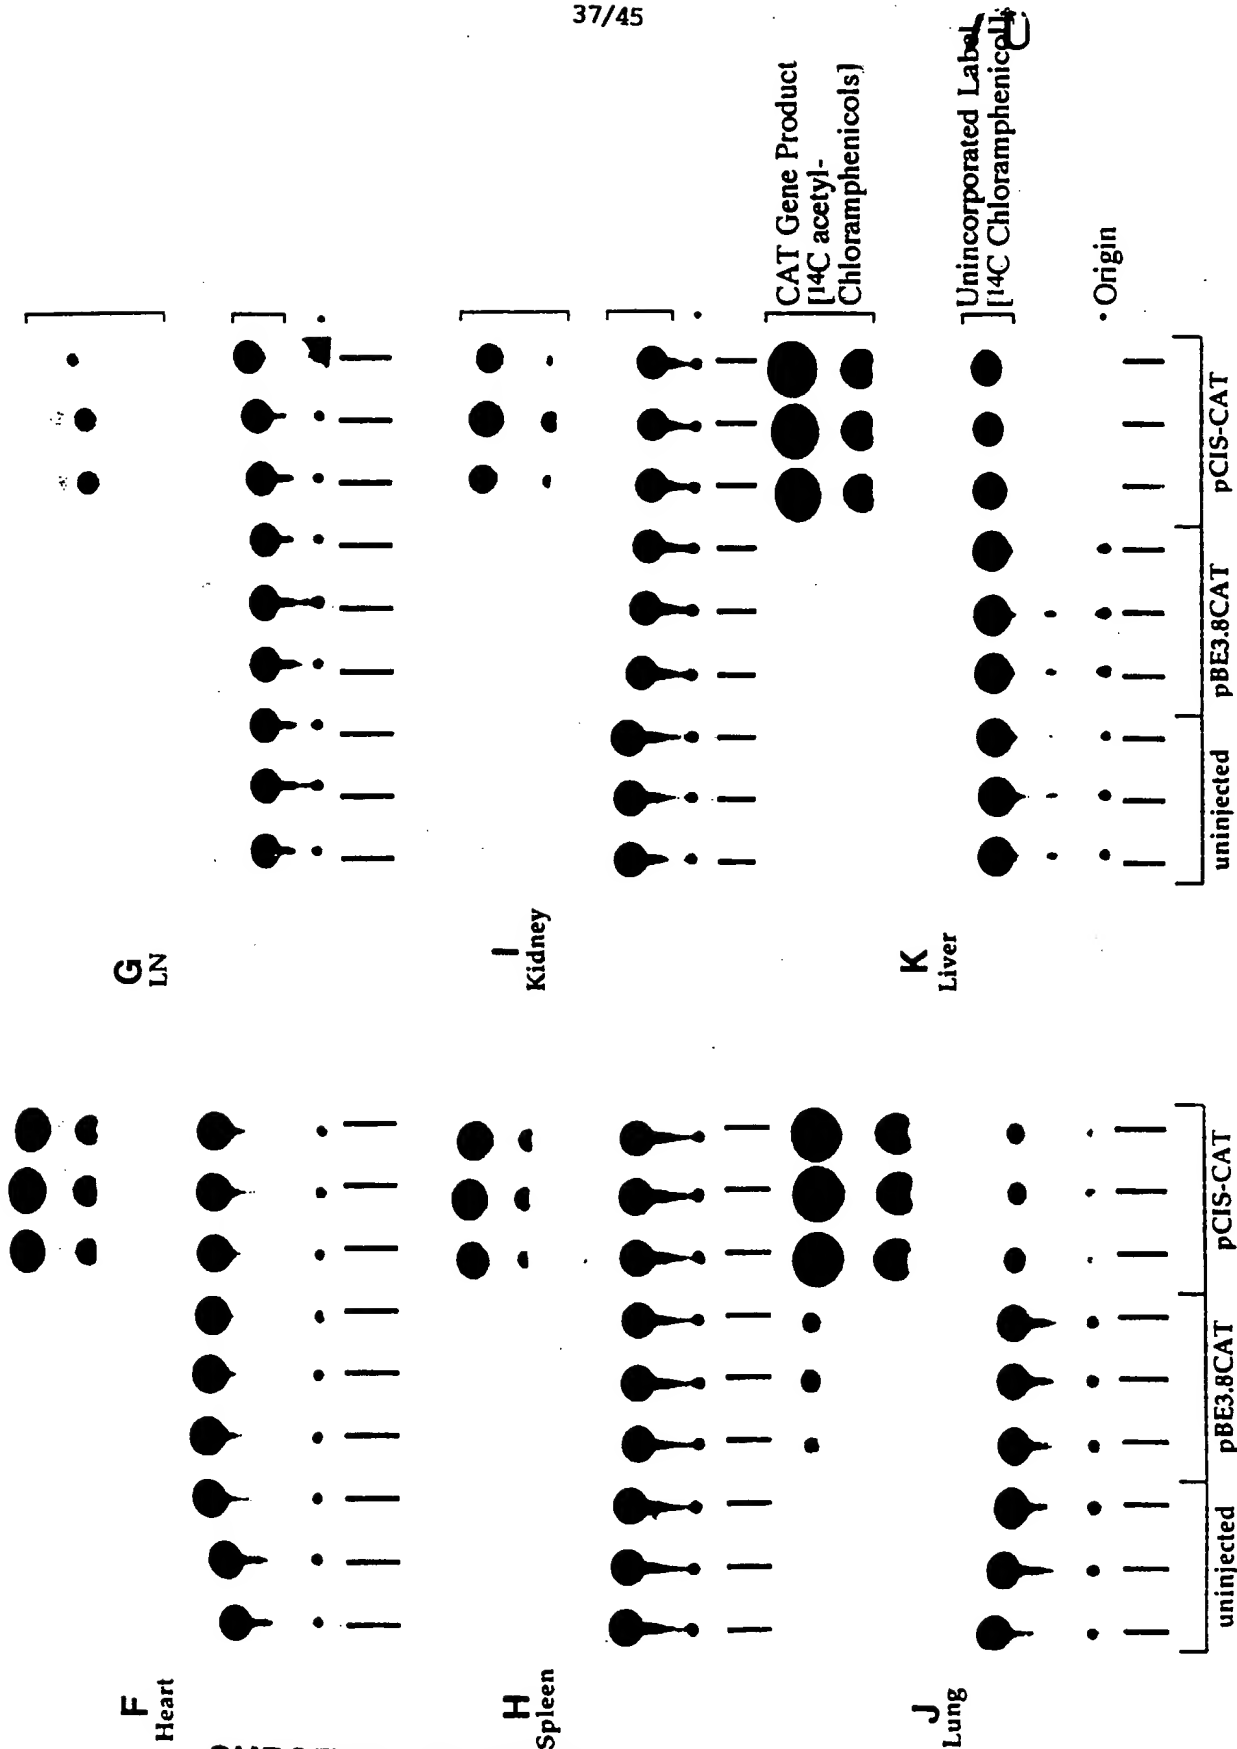 37/45
F
Heart
H
Spleen
J
Lung
uninjected
pBE3.8CAT
pCIS-CAT
G
LN
I
Kidney
K
Liver
uninjected
pBE3.8CAT
pCIS-CAT
CAT Gene Product
[14C acetyl-
Chloramphenicols]
Unincorporated Label
[14C Chloramphenicol]
Origin